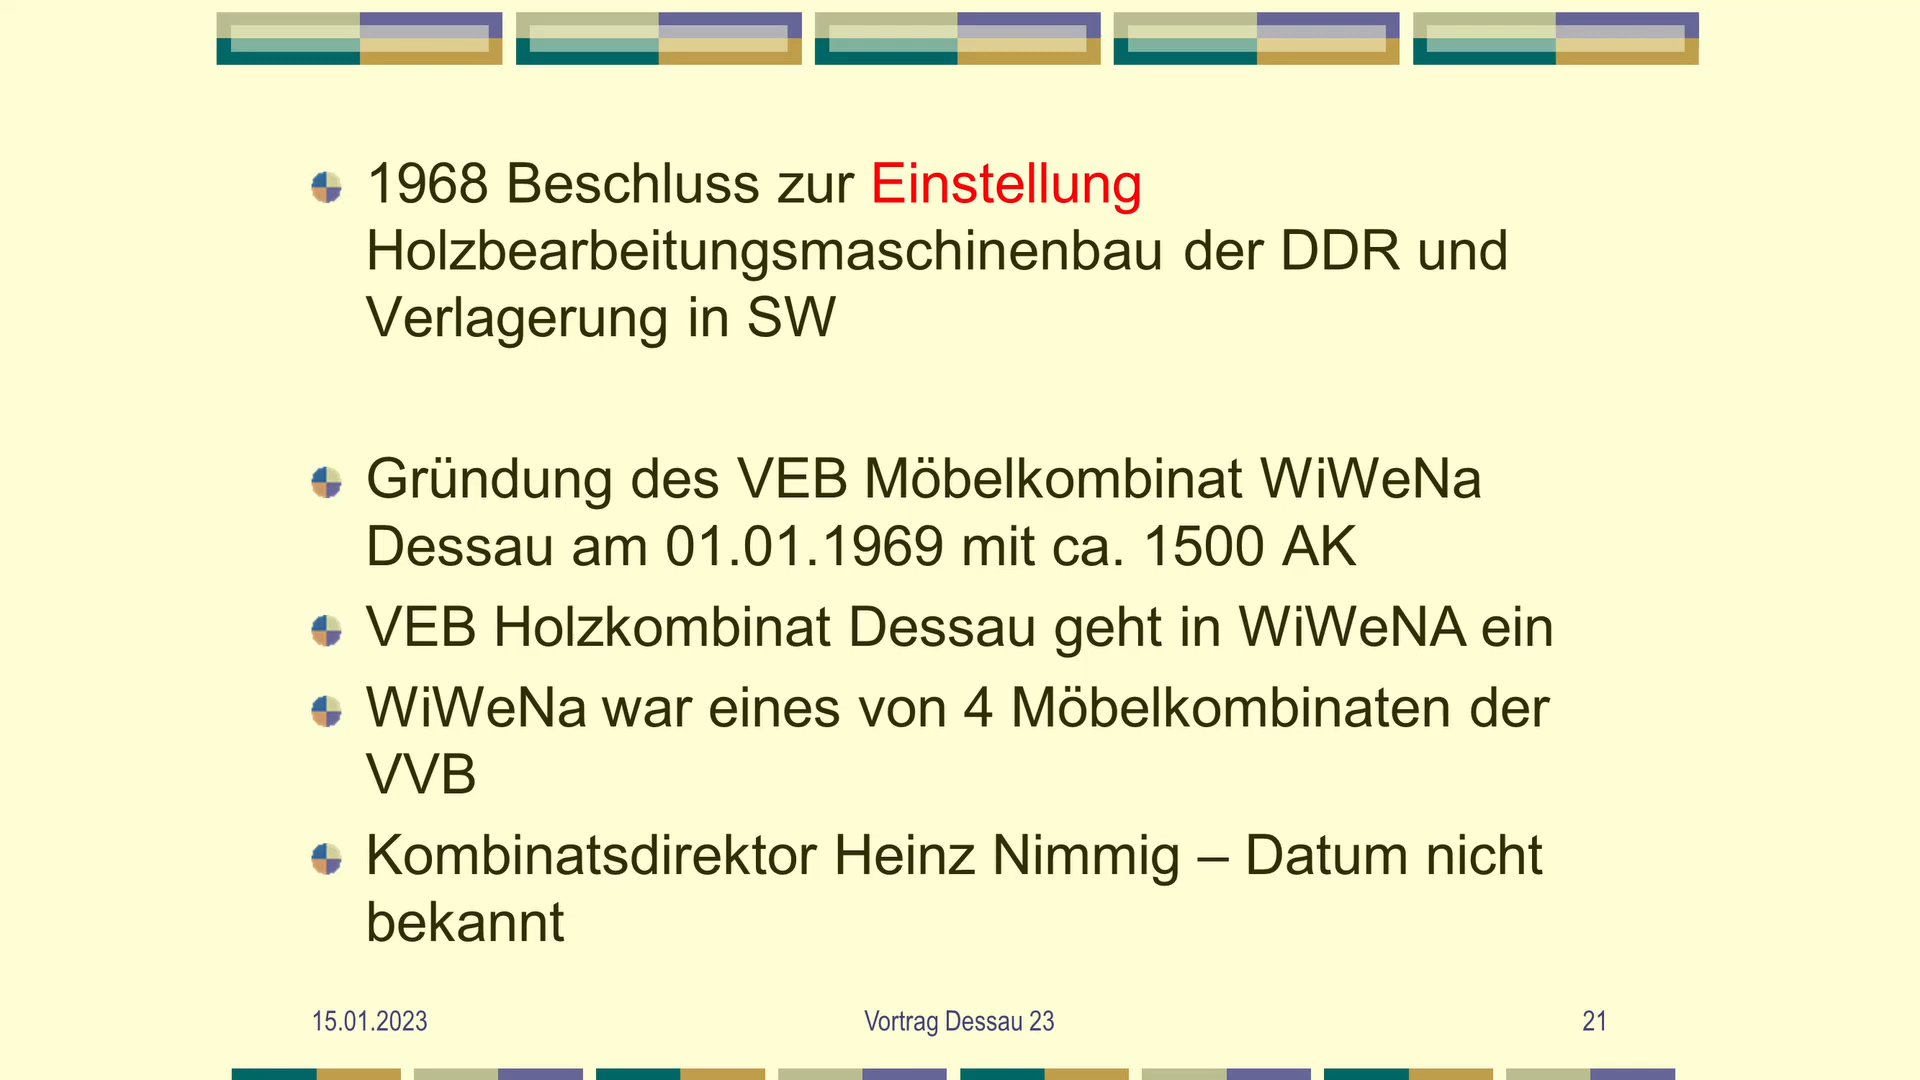 1968 Beschluss zur Einstellung
Holzbearbeitungsmaschinenbau der DDR und
Verlagerung in SW
Gründung des VEB Möbelkombinat WiWeNa
Dessau am 01.01.1969 mit ca. 1500 AK
VEB Holzkombinat Dessau geht in WiWeNA ein
WiWeNa war eines von 4 Möbelkombinaten der
VVB
Kombinatsdirektor Heinz Nimmig – Datum nicht
bekannt
15.01.2023
Vortrag Dessau 23
21